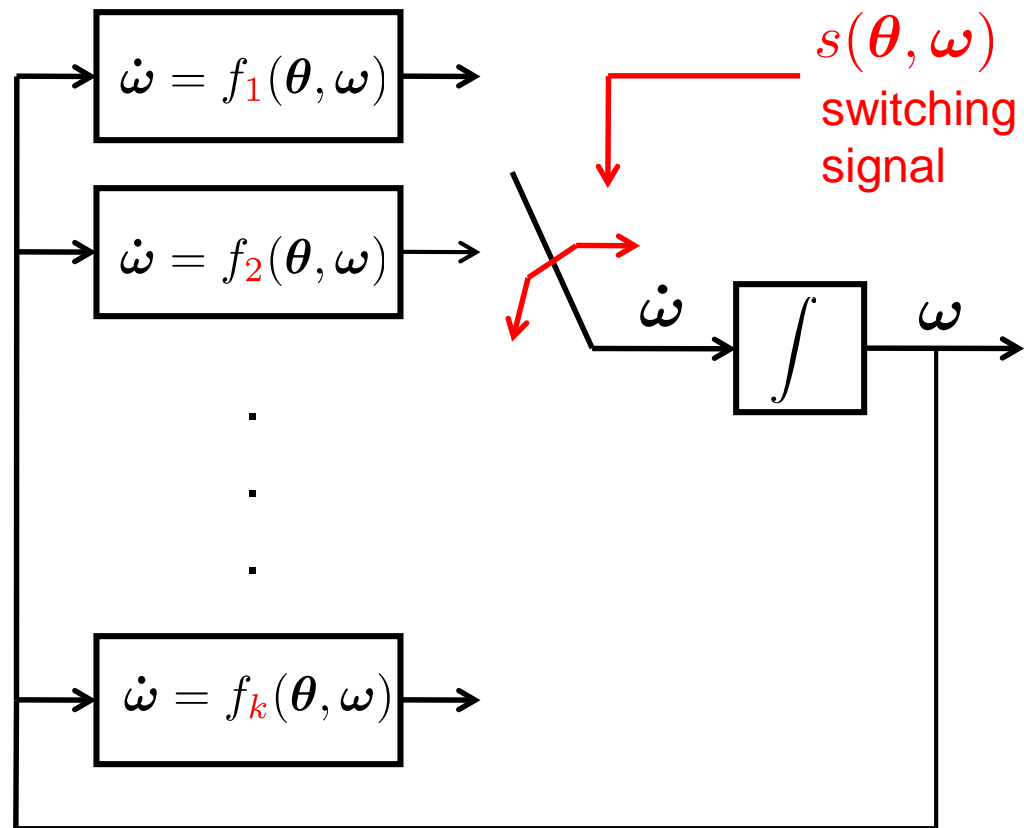 𝝎̇ = f₁(𝜽, 𝝎)
s(𝜽, 𝝎)
switching
signal
𝝎̇ = f₂(𝜽, 𝝎)
𝝎̇
∫
𝝎
.
.
.
𝝎̇ = fₖ(𝜽, 𝝎)